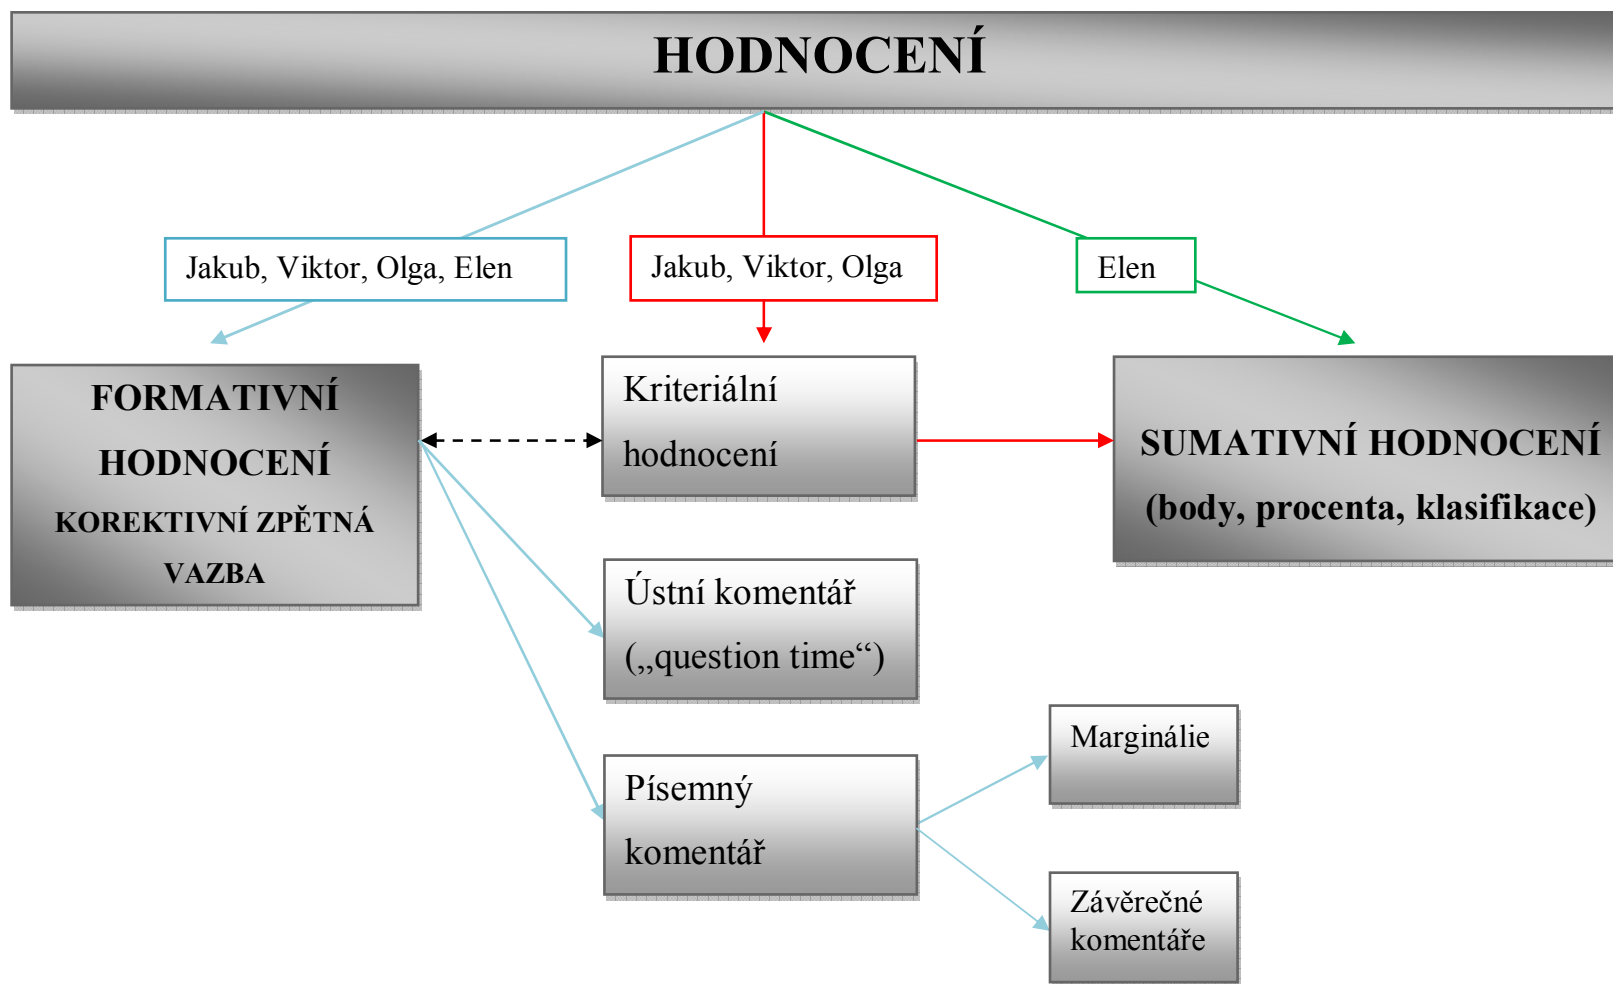 HODNOCENÍ
Jakub, Viktor, Olga, Elen
Jakub, Viktor, Olga
Elen
FORMATIVNÍ
HODNOCENÍ
KOREKTIVNÍ ZPĚTNÁ
VAZBA
Kriteriální
hodnocení
SUMATIVNÍ HODNOCENÍ
(body, procenta, klasifikace)
Ústní komentář
(„question time“)
Písemný
komentář
Marginálie
Závěrečné
komentáře